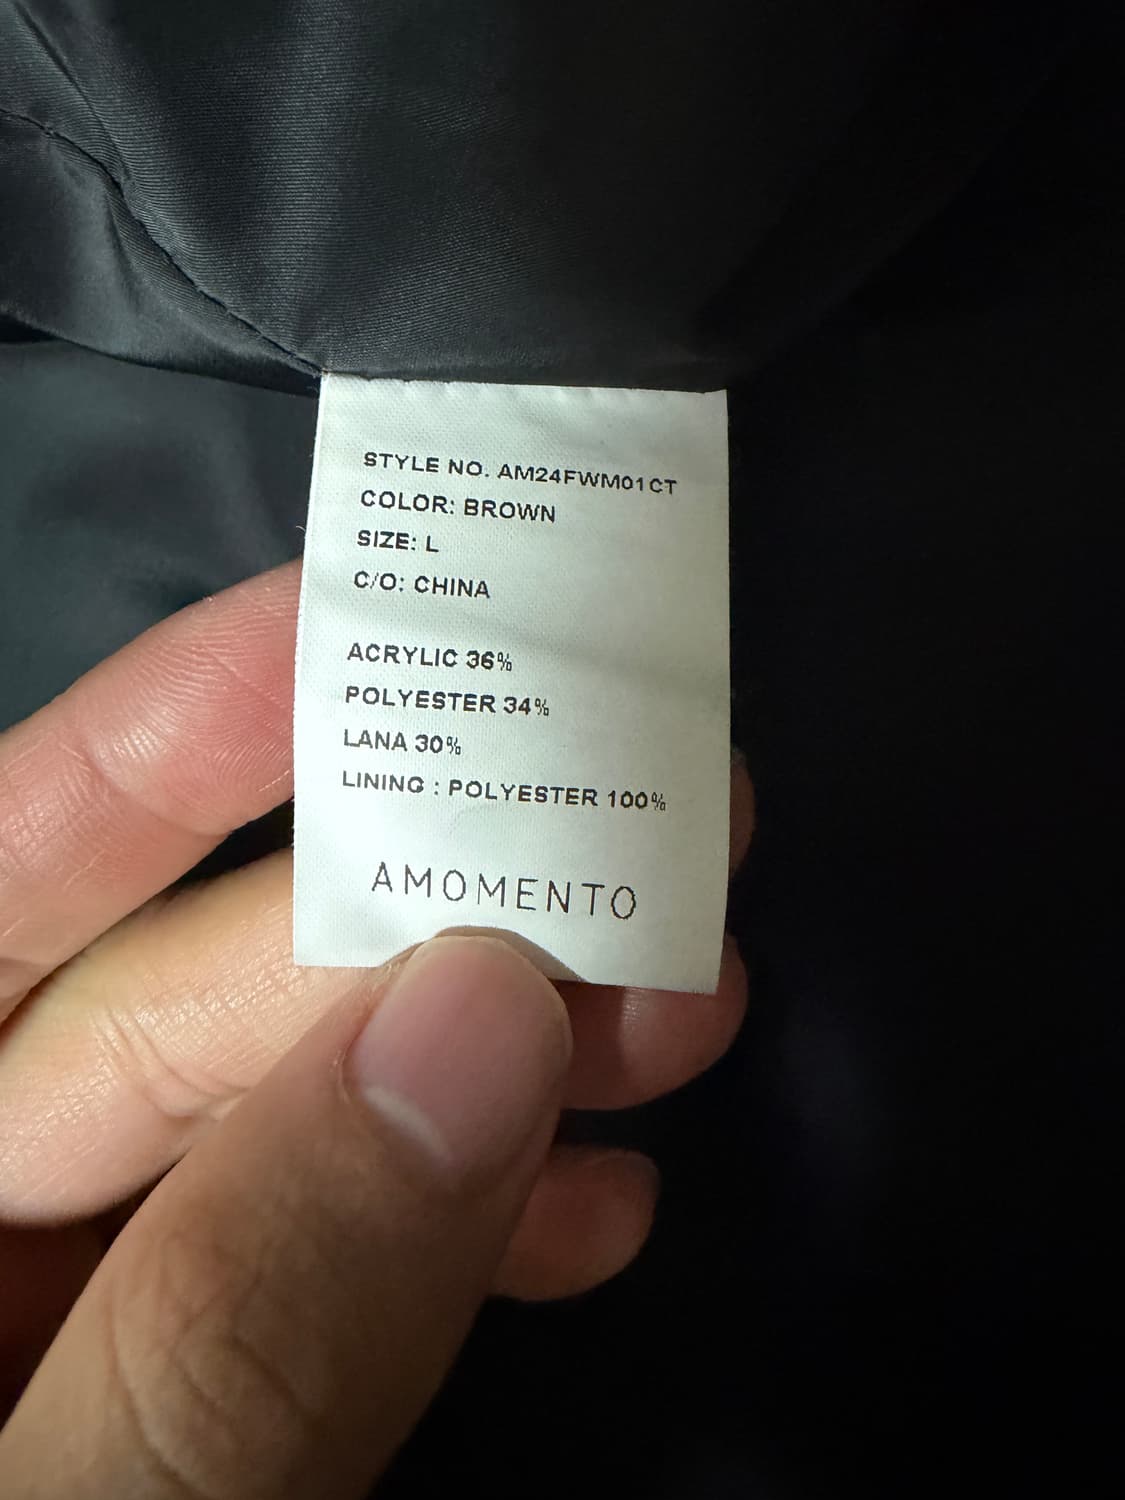 STYLE NO. AM24FWM01CT
COLOR: BROWN
SIZE: L
C/O: CHINA
ACRYLIC 36%
POLYESTER 34%
LANA 30%
LINING : POLYESTER 100%
AMOMENTO